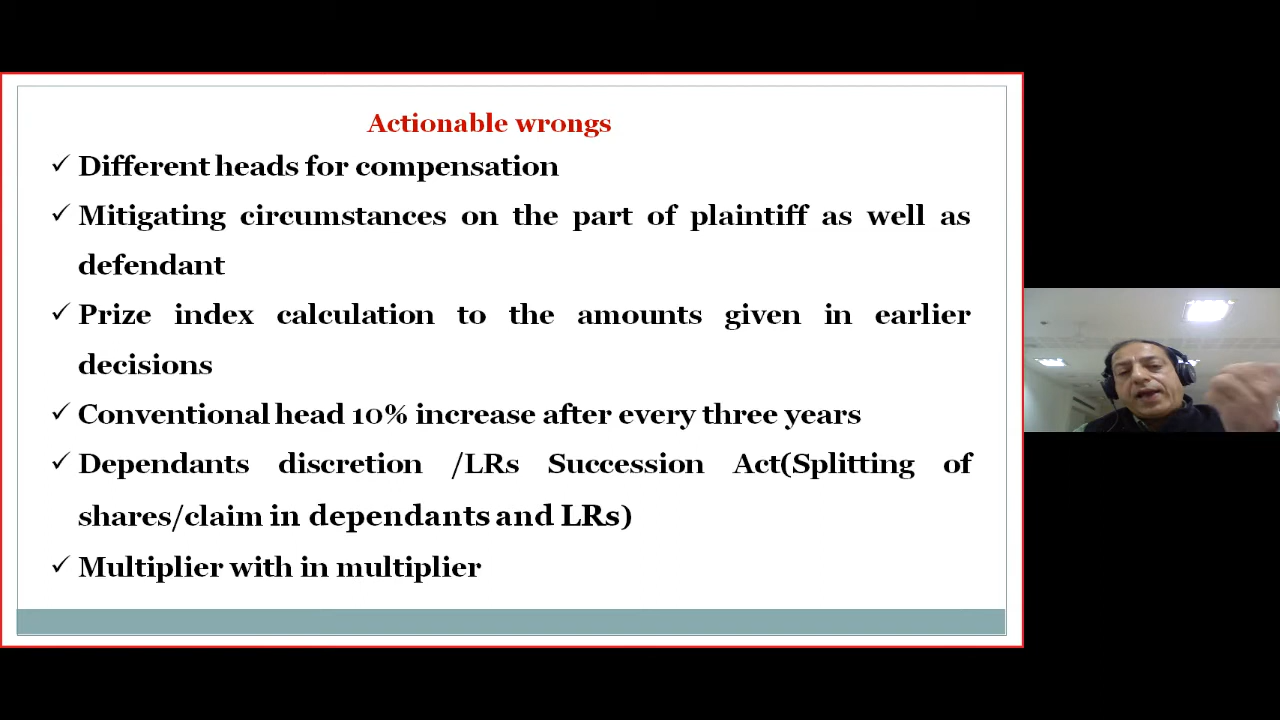 Actionable wrongs
✓ Different heads for compensation
✓ Mitigating circumstances on the part of plaintiff as well as
defendant
✓ Prize index calculation to the amounts given in earlier
decisions
✓ Conventional head 10% increase after every three years
✓ Dependants discretion /LRs Succession Act(Splitting of
shares/claim in dependants and LRs)
✓ Multiplier with in multiplier